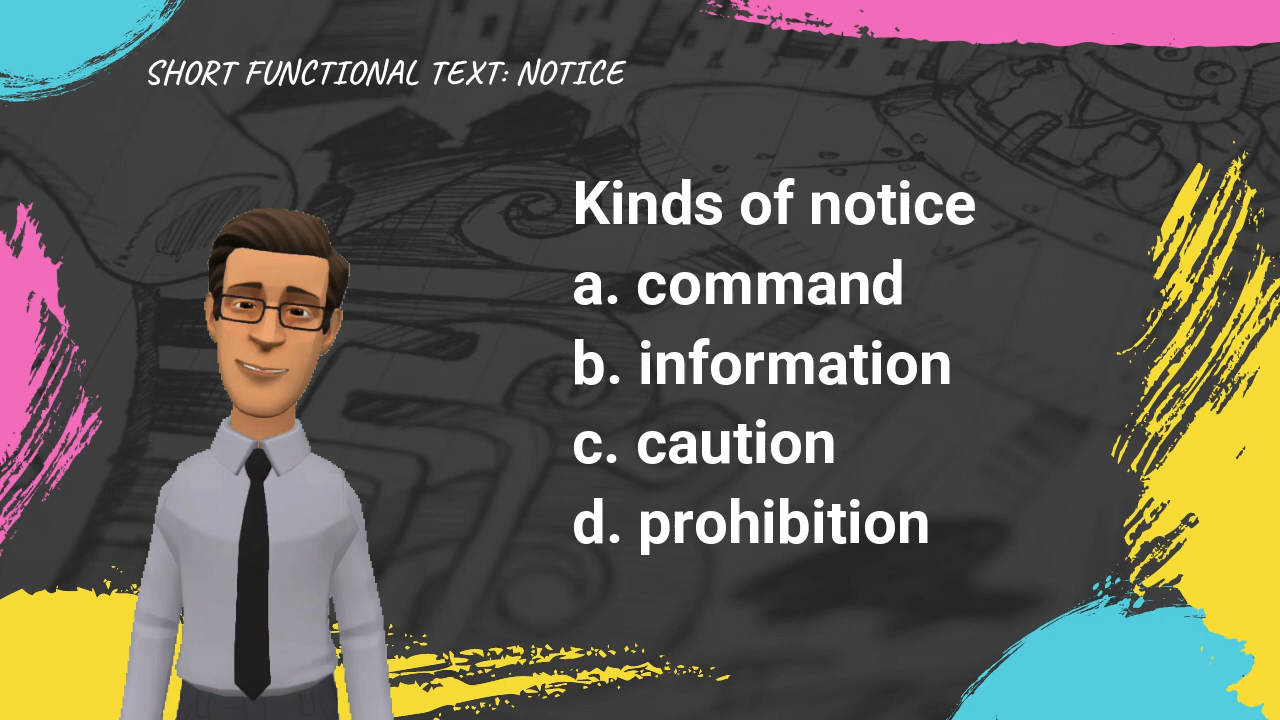 SHORT FUNCTIONAL TEXT: NOTICE
Kinds of notice
a. command
b. information
c. caution
d. prohibition